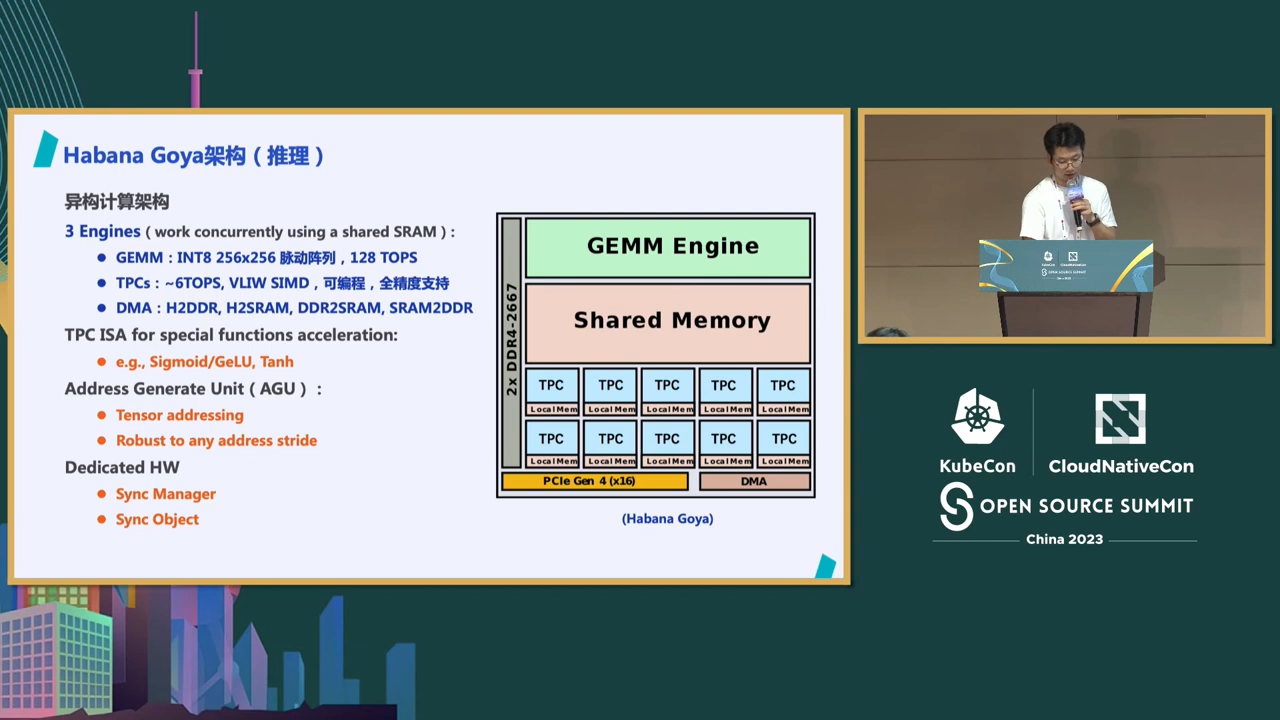 Habana Goya架构（推理）
异构计算架构
3 Engines（work concurrently using a shared SRAM）:
● GEMM：INT8 256x256 脉动阵列，128 TOPS
● TPCs：~6TOPS, VLIW SIMD，可编程，全精度支持
● DMA：H2DDR, H2SRAM, DDR2SRAM, SRAM2DDR
TPC ISA for special functions acceleration:
● e.g., Sigmoid/GeLU, Tanh
Address Generate Unit（AGU）：
● Tensor addressing
● Robust to any address stride
Dedicated HW
● Sync Manager
● Sync Object
2x DDR4-2667
GEMM Engine
Shared Memory
TPC TPC TPC TPC TPC
Local Mem Local Mem Local Mem Local Mem Local Mem
TPC TPC TPC TPC TPC
Local Mem Local Mem Local Mem Local Mem Local Mem
PCIe Gen 4 (x16) DMA
(Habana Goya)
OPEN SOURCE SUMMIT
KubeCon CloudNativeCon
OPEN SOURCE SUMMIT
China 2023